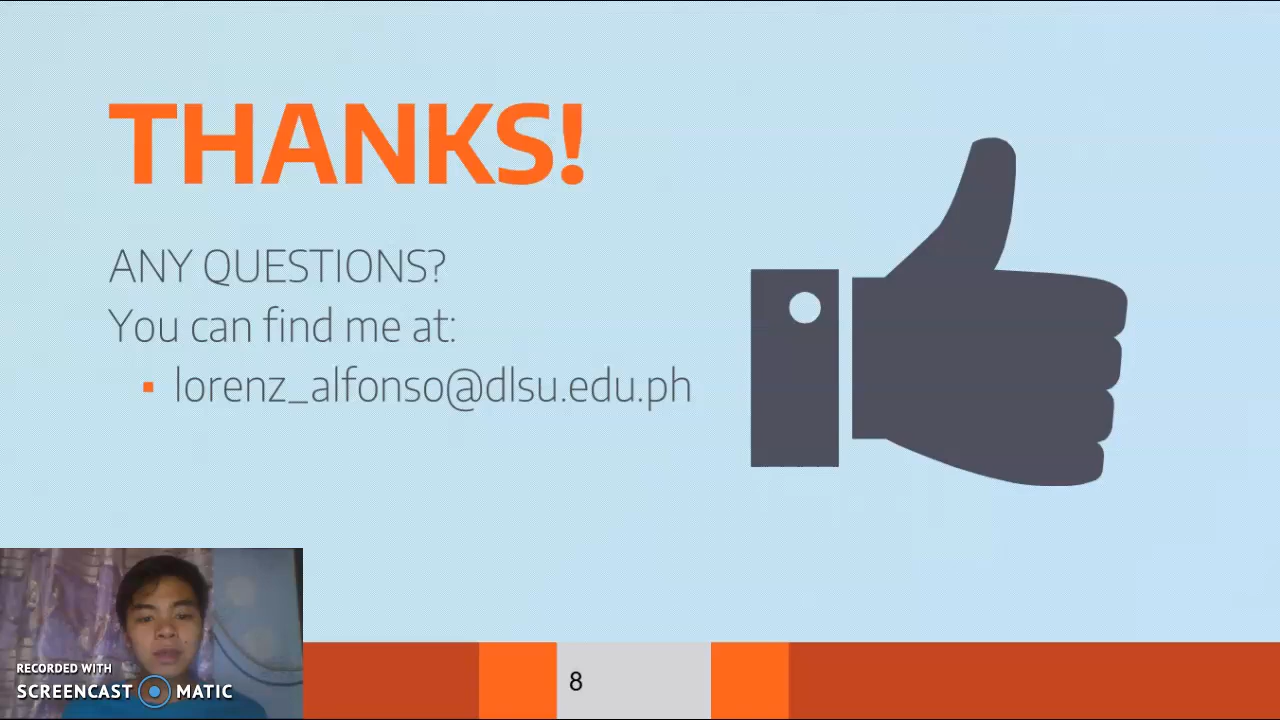 THANKS!
ANY QUESTIONS?
You can find me at:
▪ lorenz_alfonso@dlsu.edu.ph
RECORDED WITH
SCREENCAST MATIC
8